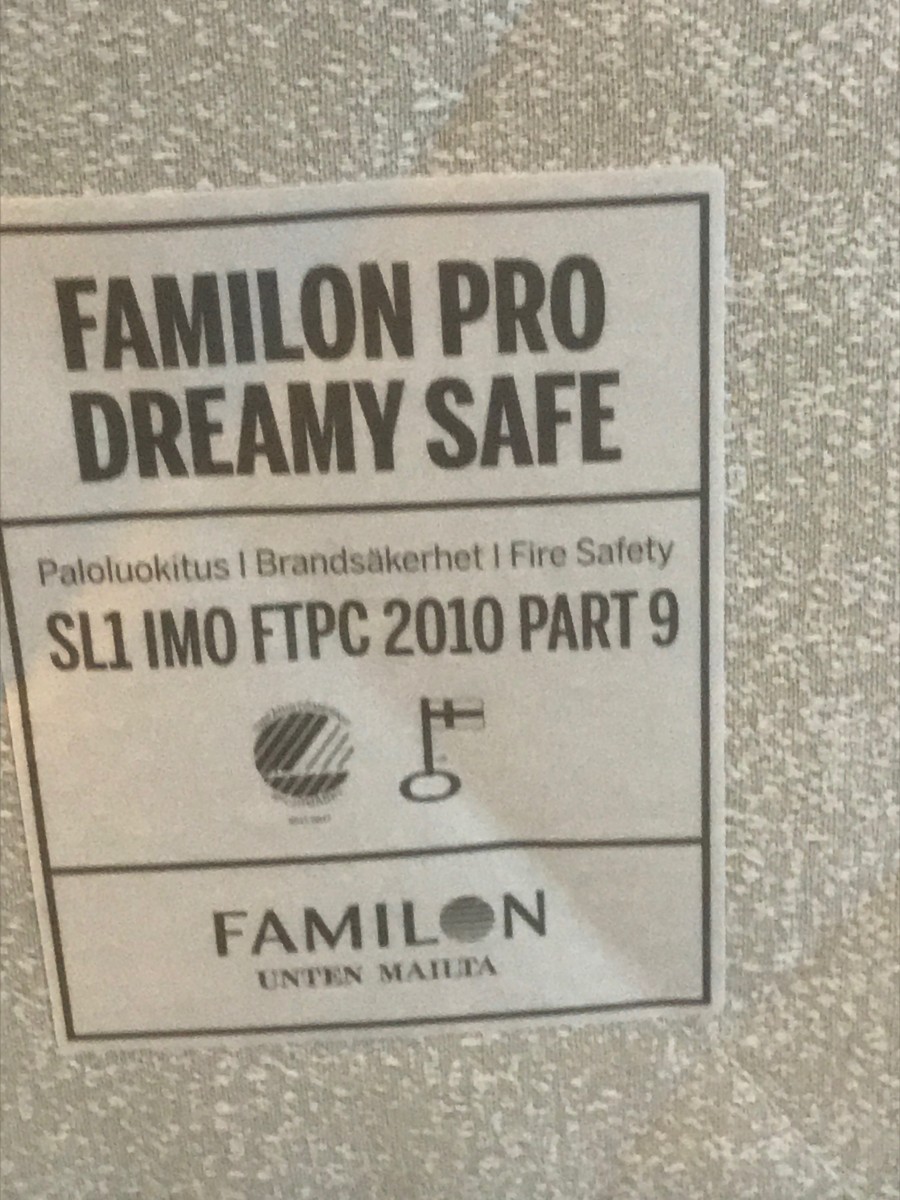 FAMILON PRO
DREAMY SAFE
Paloluokitus | Brandsäkerhet | Fire Safety
SL1 IMO FTPC 2010 PART 9
FAMILON
UNTEN MAILTA